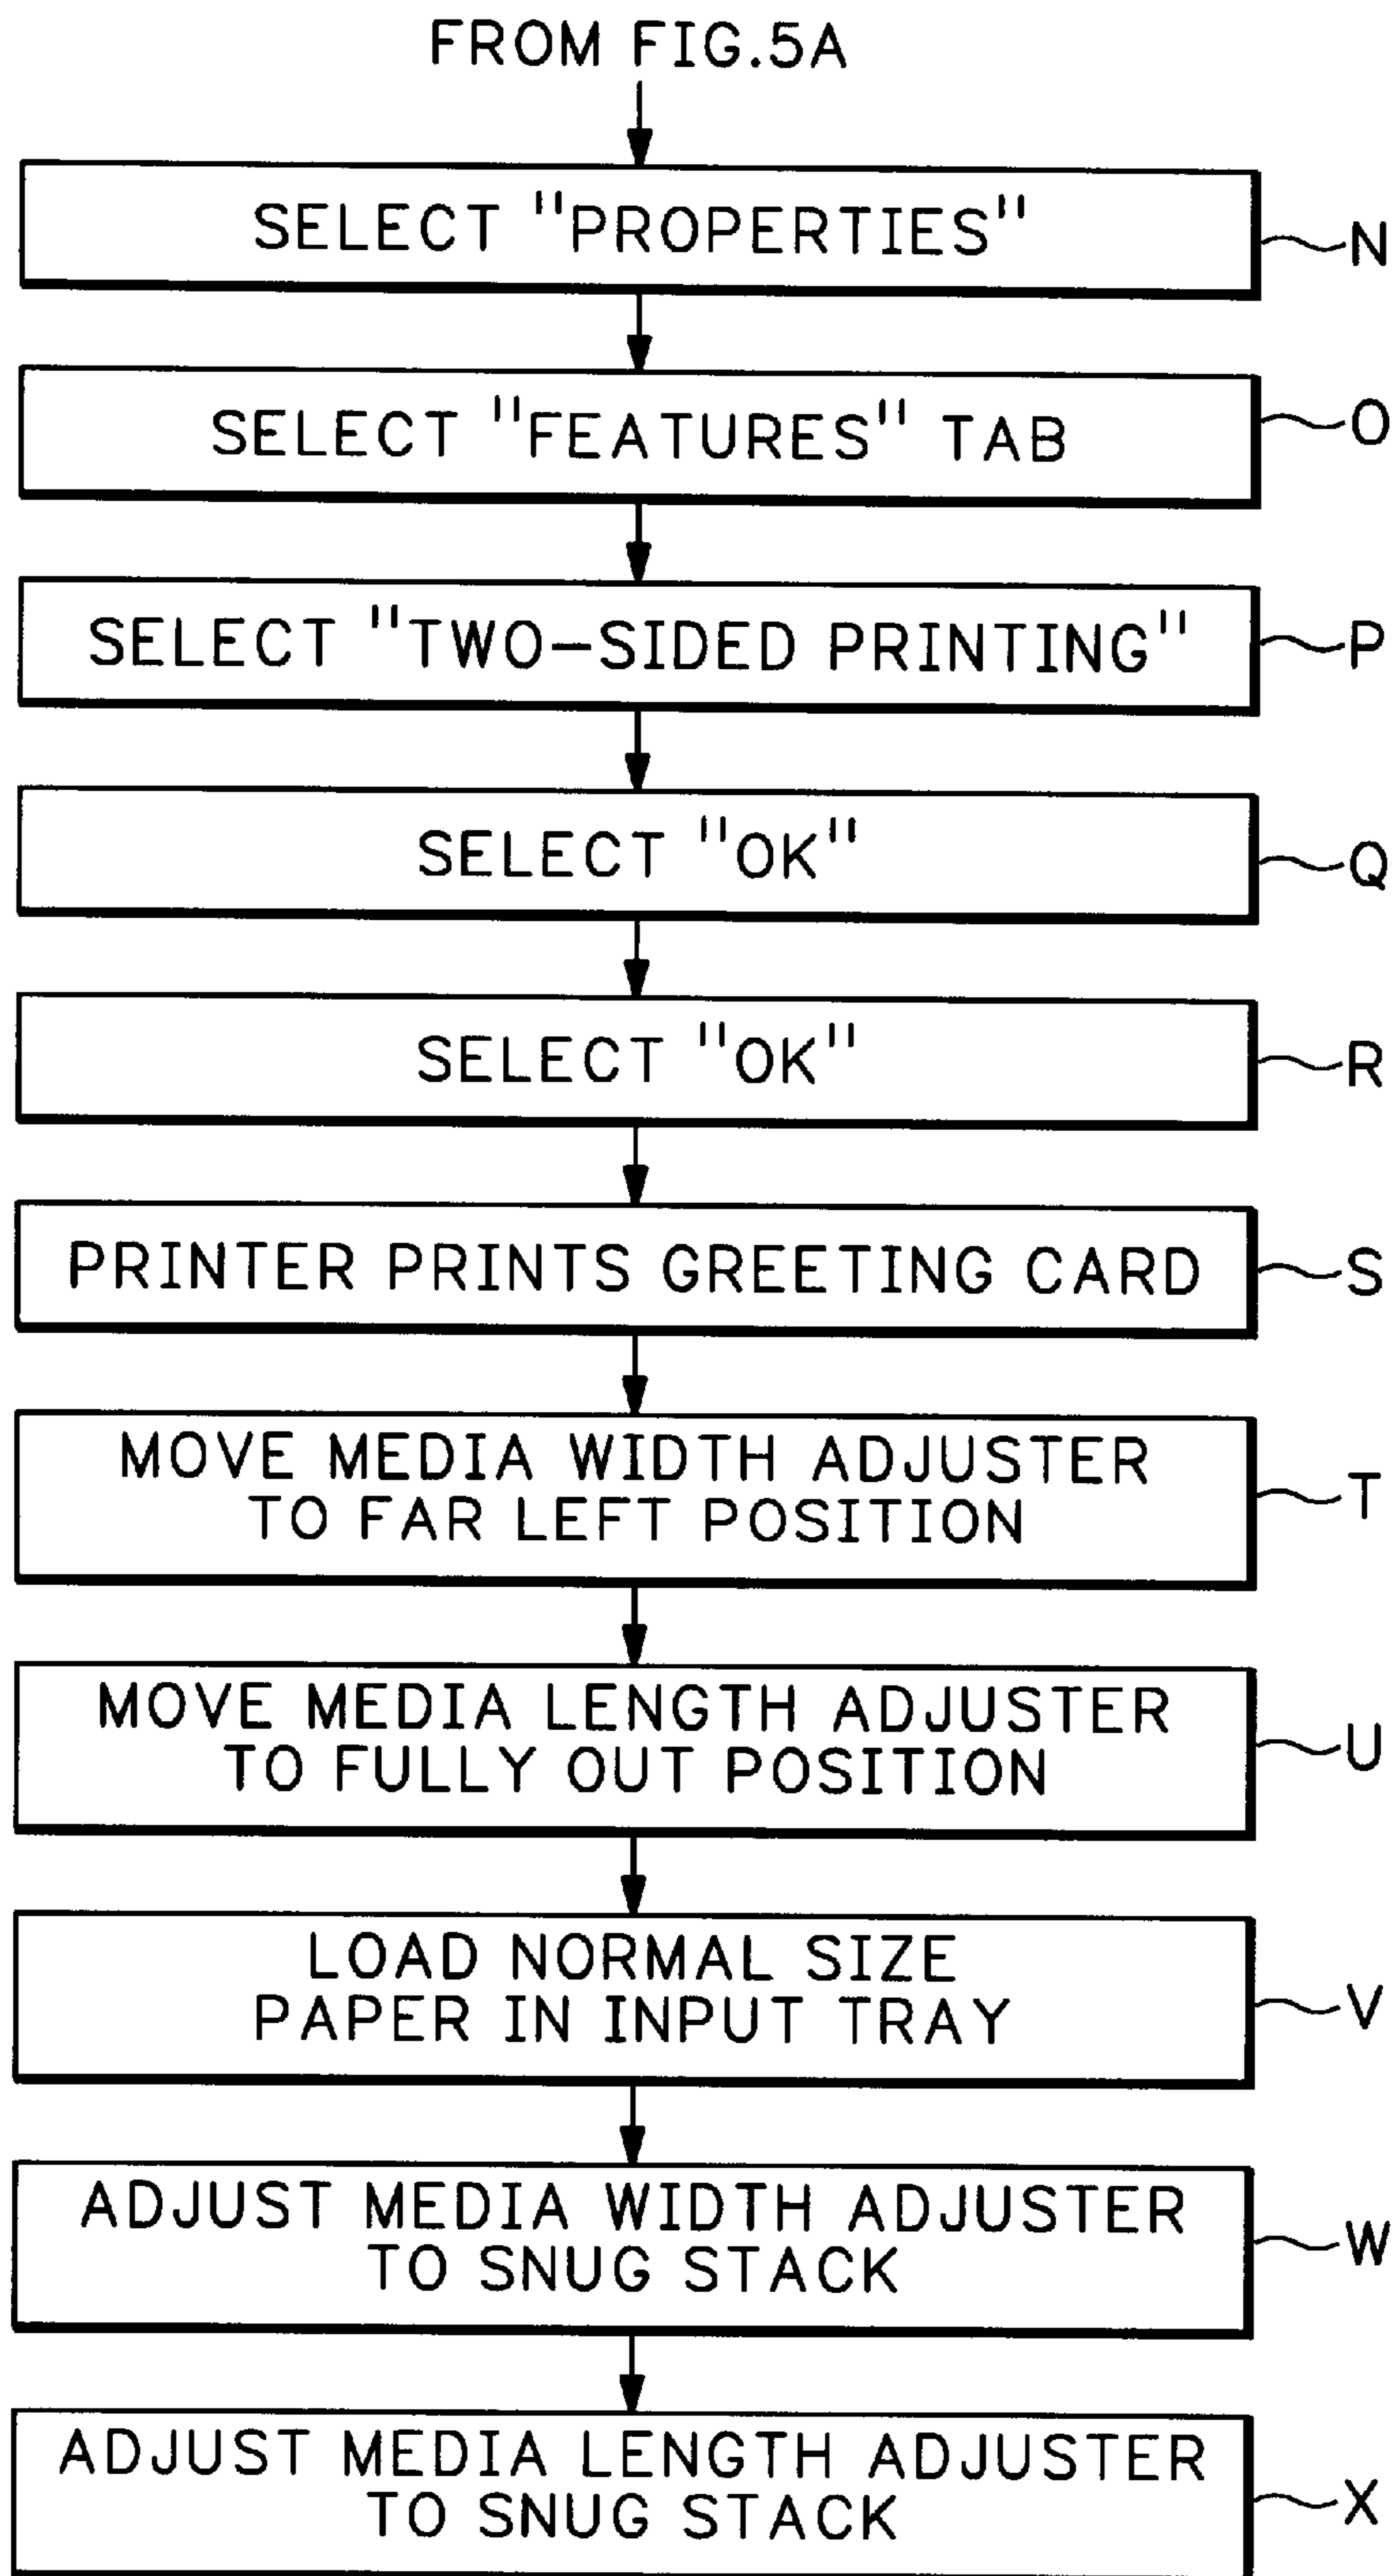 FROM FIG.5A
SELECT "PROPERTIES"
N
SELECT "FEATURES" TAB
O
SELECT "TWO-SIDED PRINTING"
P
SELECT "OK"
Q
SELECT "OK"
R
PRINTER PRINTS GREETING CARD
S
MOVE MEDIA WIDTH ADJUSTER
TO FAR LEFT POSITION
T
MOVE MEDIA LENGTH ADJUSTER
TO FULLY OUT POSITION
U
LOAD NORMAL SIZE
PAPER IN INPUT TRAY
V
ADJUST MEDIA WIDTH ADJUSTER
TO SNUG STACK
W
ADJUST MEDIA LENGTH ADJUSTER
TO SNUG STACK
X